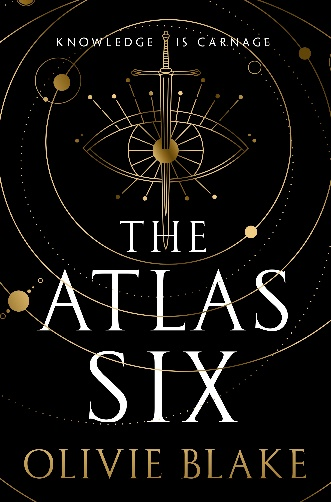 KNOWLEDGE IS CARNAGE
THE
ATLAS
SIX
OLIVIE BLAKE